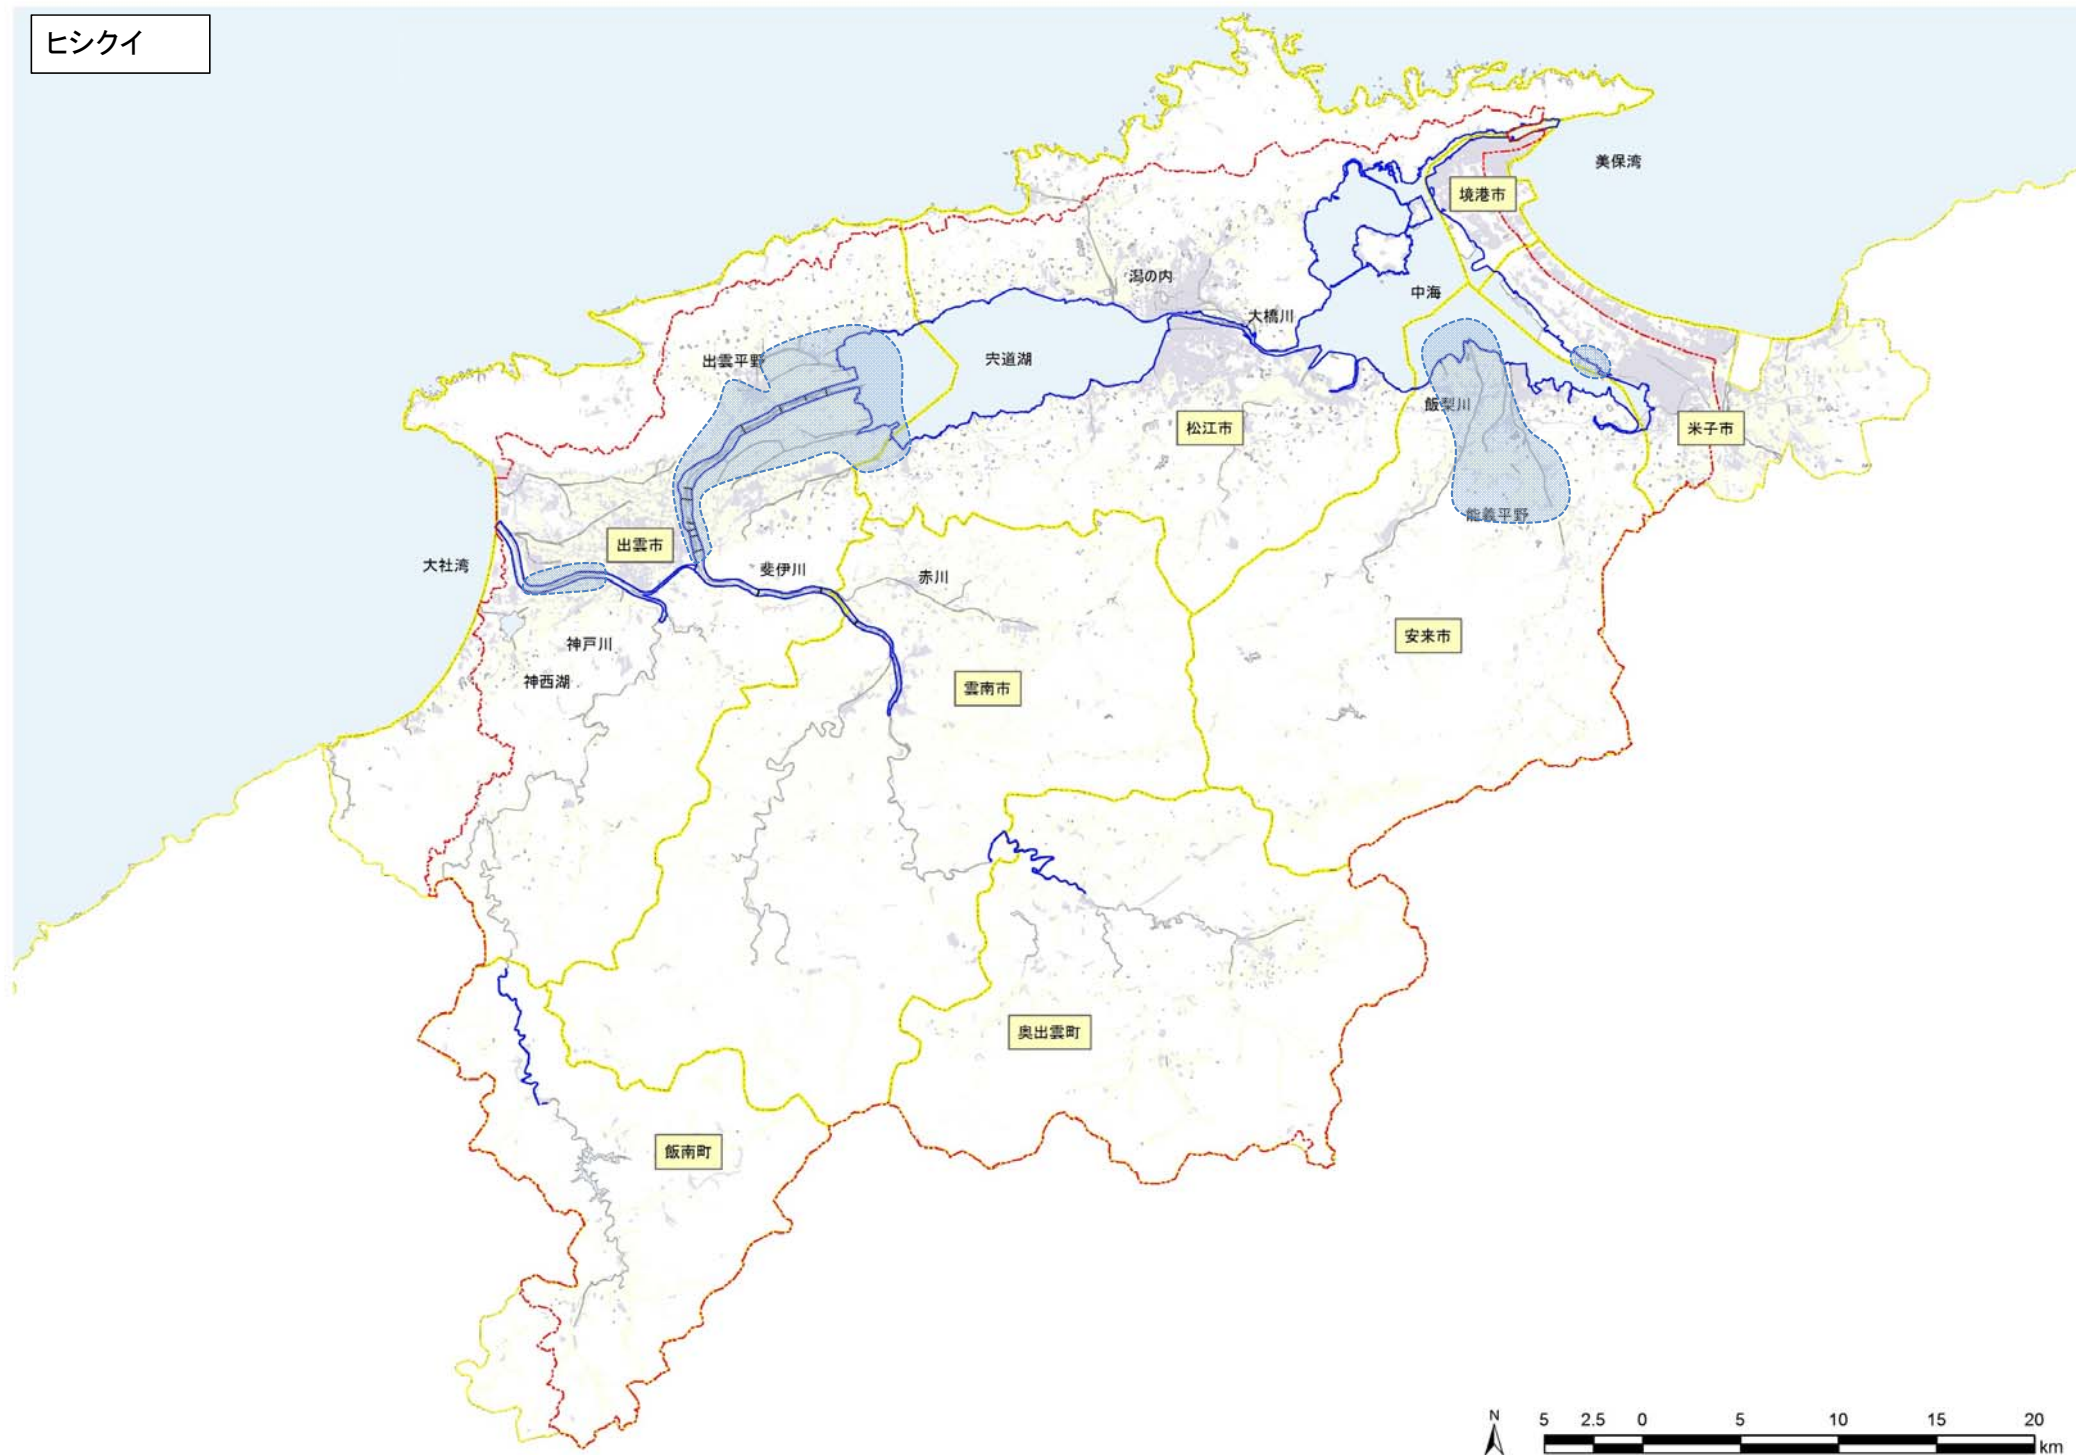 ヒシクイ
美保湾
境港市
潟の内
中海
大橋川
出雲平野
宍道湖
飯梨川
松江市
米子市
能義平野
出雲市
大社湾
斐伊川
赤川
安来市
神戸川
神西湖
雲南市
奥出雲町
飯南町
N
5 2.5 0 5 10 15 20
km